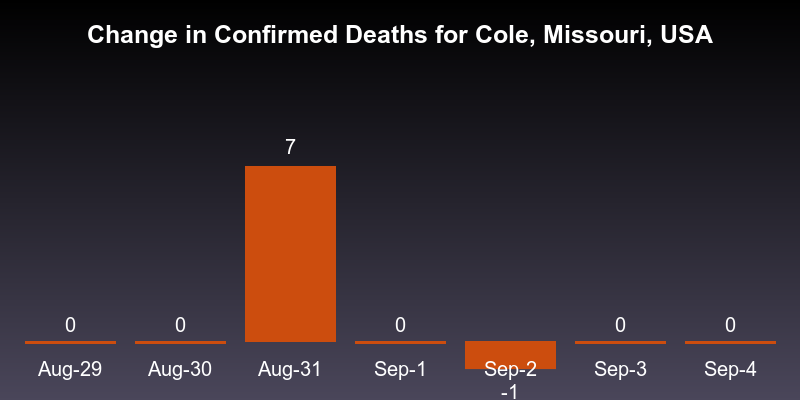 Change in Confirmed Deaths for Cole, Missouri, USA
7
0 0 0 0 0
Aug-29 Aug-30 Aug-31 Sep-1 Sep-2 Sep-3 Sep-4
-1